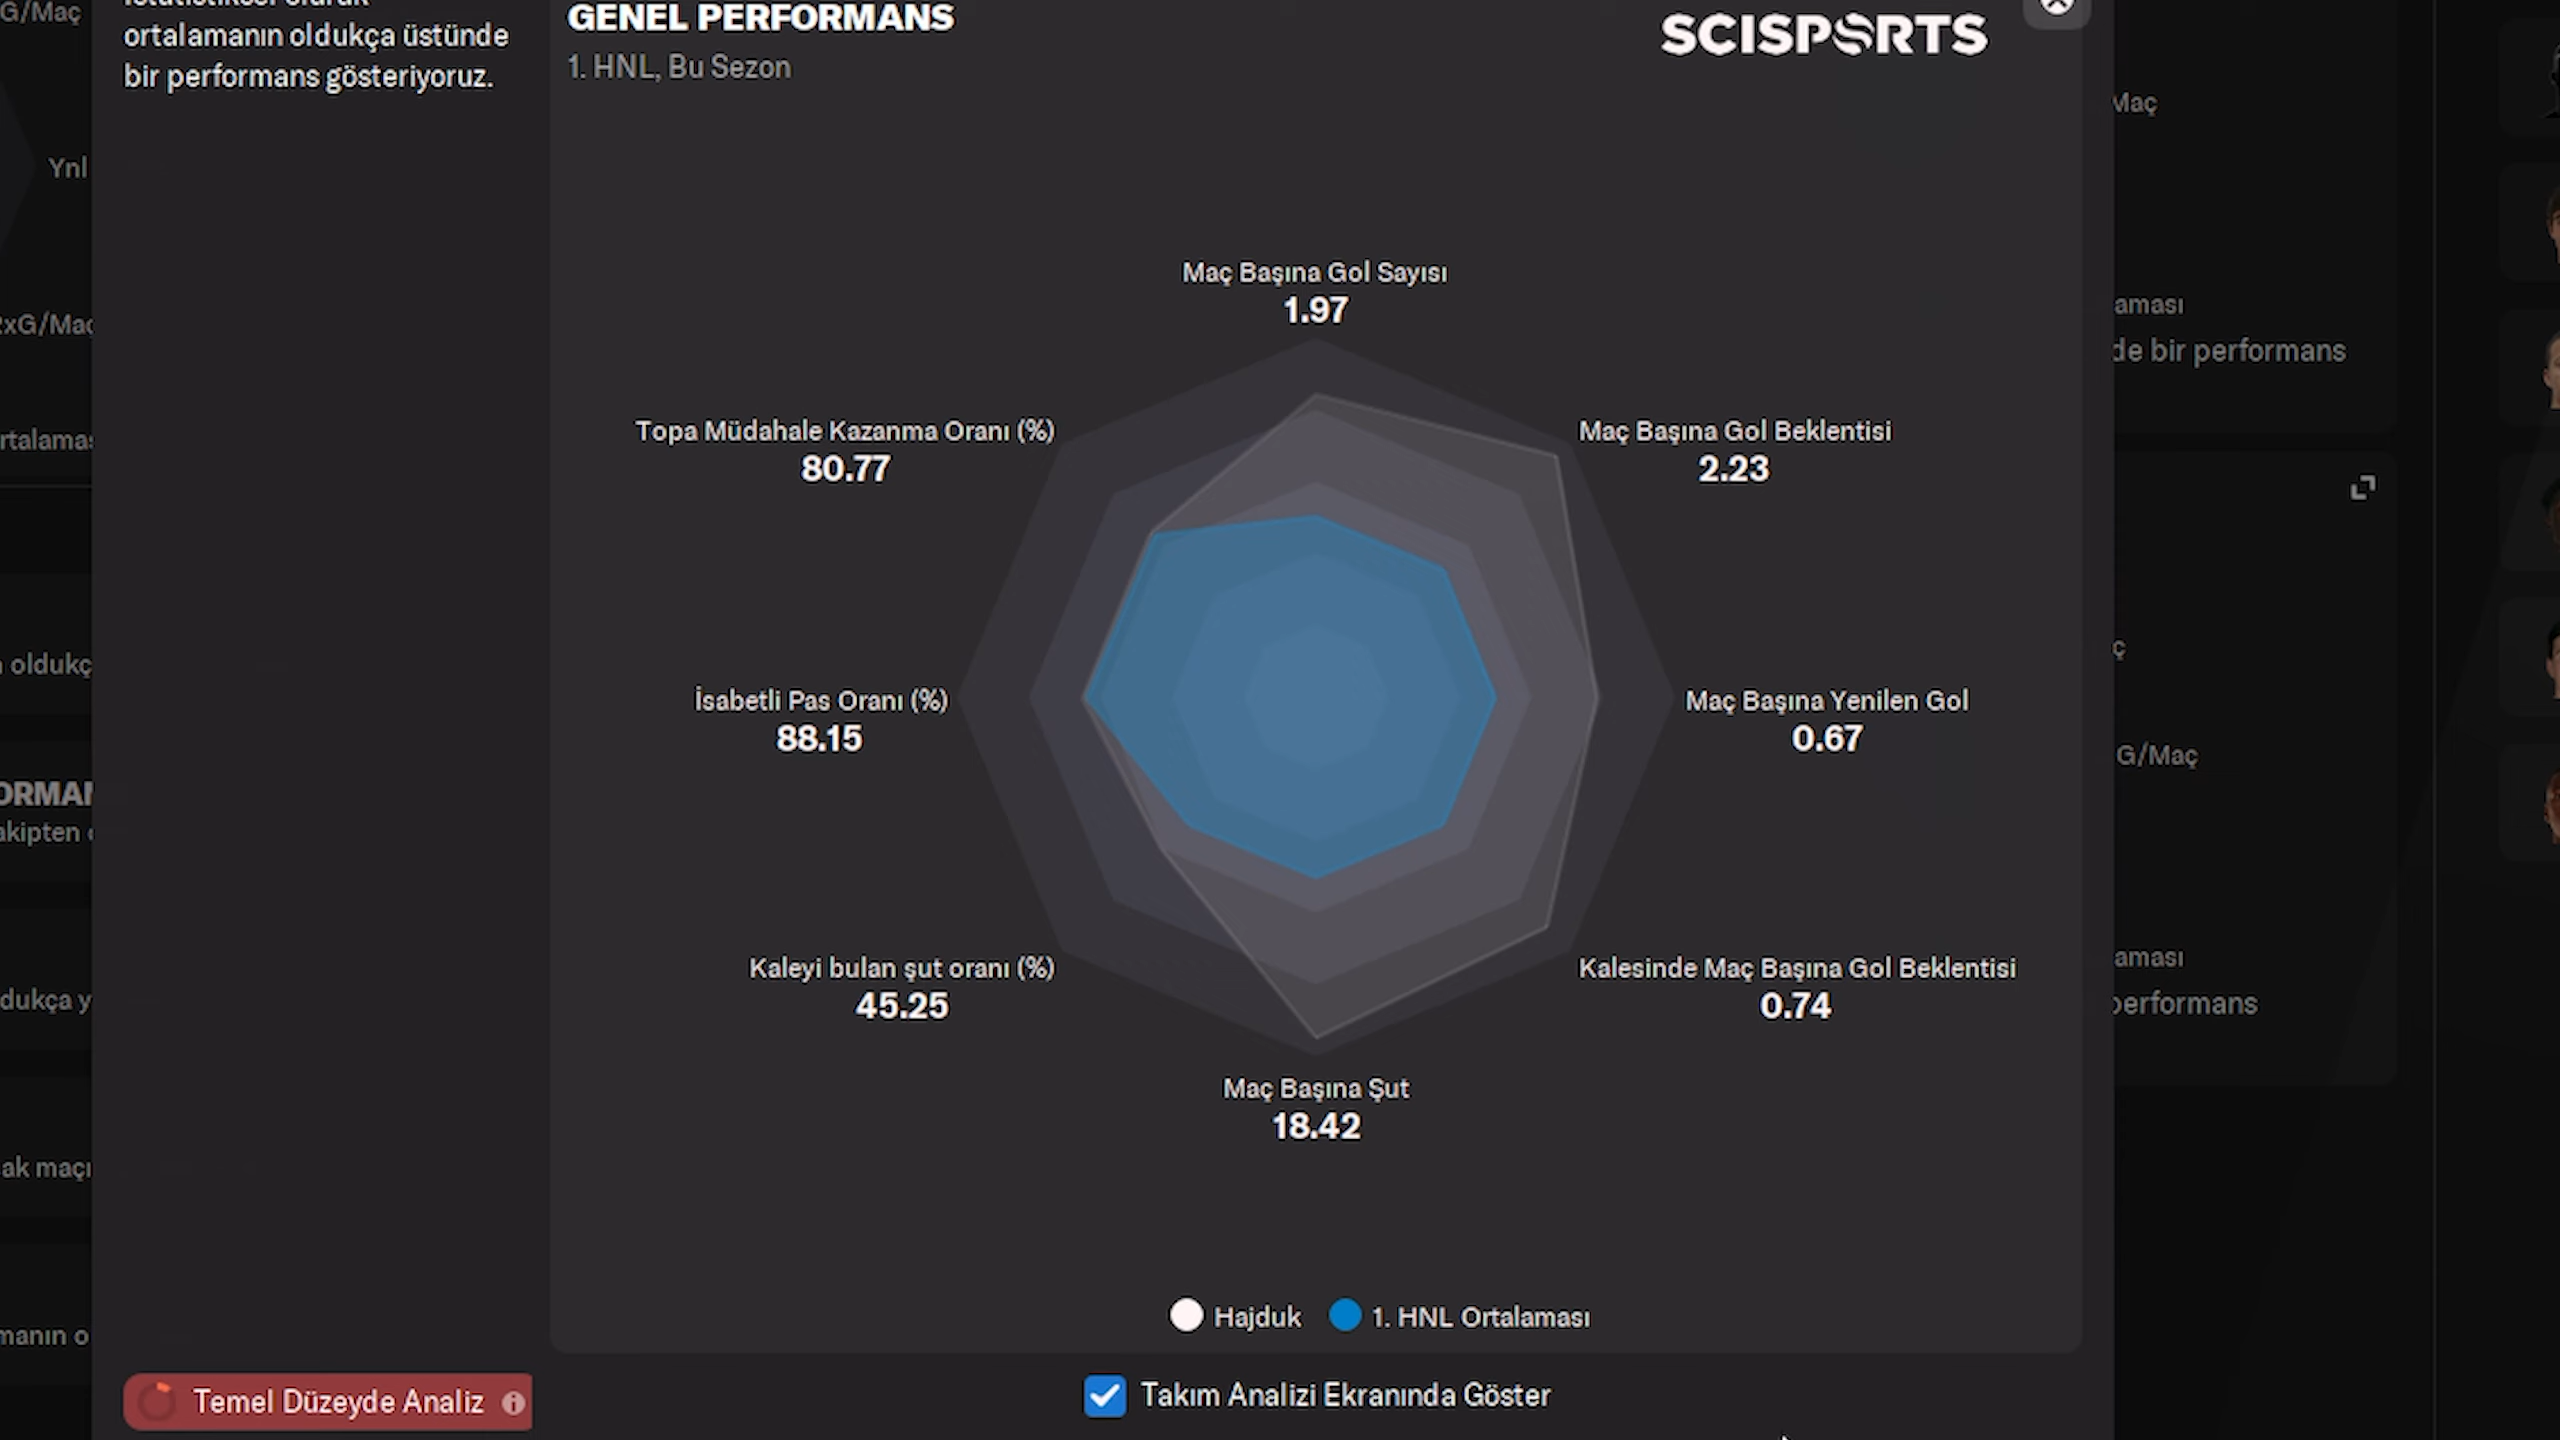 G/Maç
Ynl
xG/Maç
oldukç
akipten
dukça y
ak maçı
manın o
istatistiksel olarak
ortalamanın oldukça üstünde
bir performans gösteriyoruz.
Temel Düzeyde Analiz
GENEL PERFORMANS
1. HNL, Bu Sezon
SCISPORTS
Maç Başına Gol Sayısı
1.97
Topa Müdahale Kazanma Oranı (%)
80.77
Maç Başına Gol Beklentisi
2.23
İsabetli Pas Oranı (%)
88.15
Maç Başına Yenilen Gol
0.67
Kaleyi bulan şut oranı (%)
45.25
Kalesinde Maç Başına Gol Beklentisi
0.74
Maç Başına Şut
18.42
Hajduk
1. HNL Ortalaması
Takım Analizi Ekranında Göster
Maç
aması
de bir performans
ç
G/Maç
aması
performans